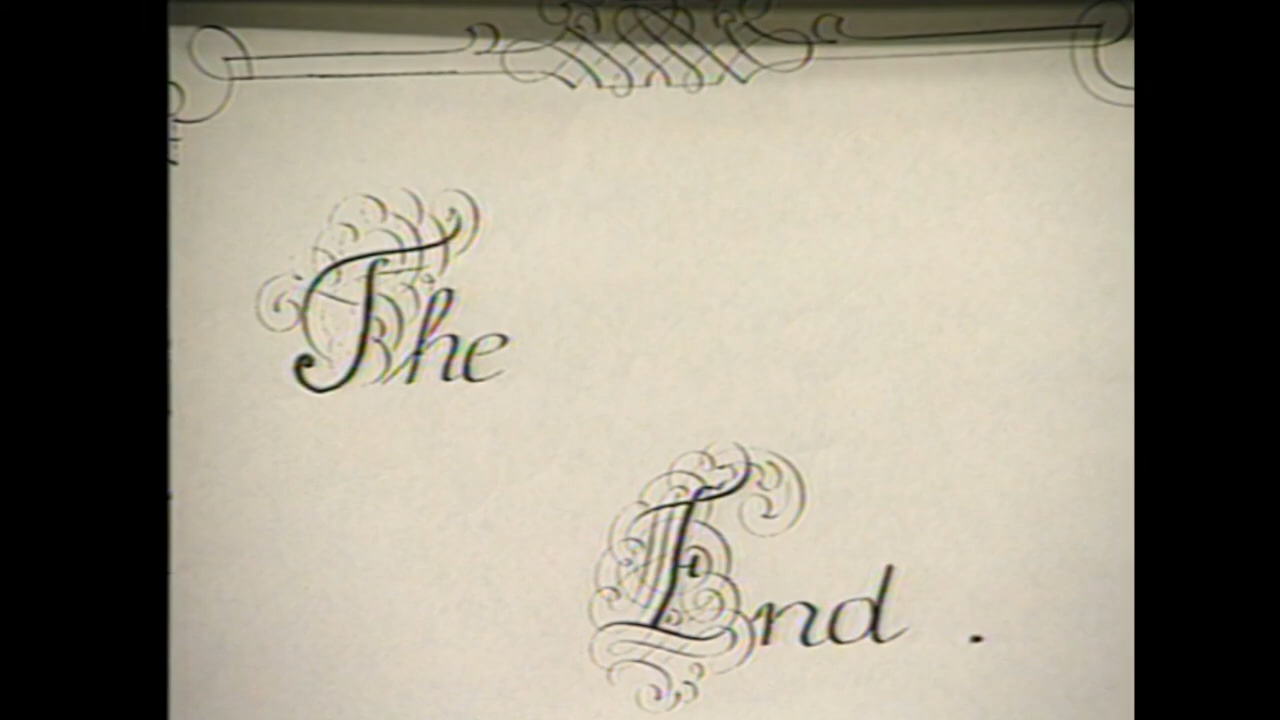 The
End .